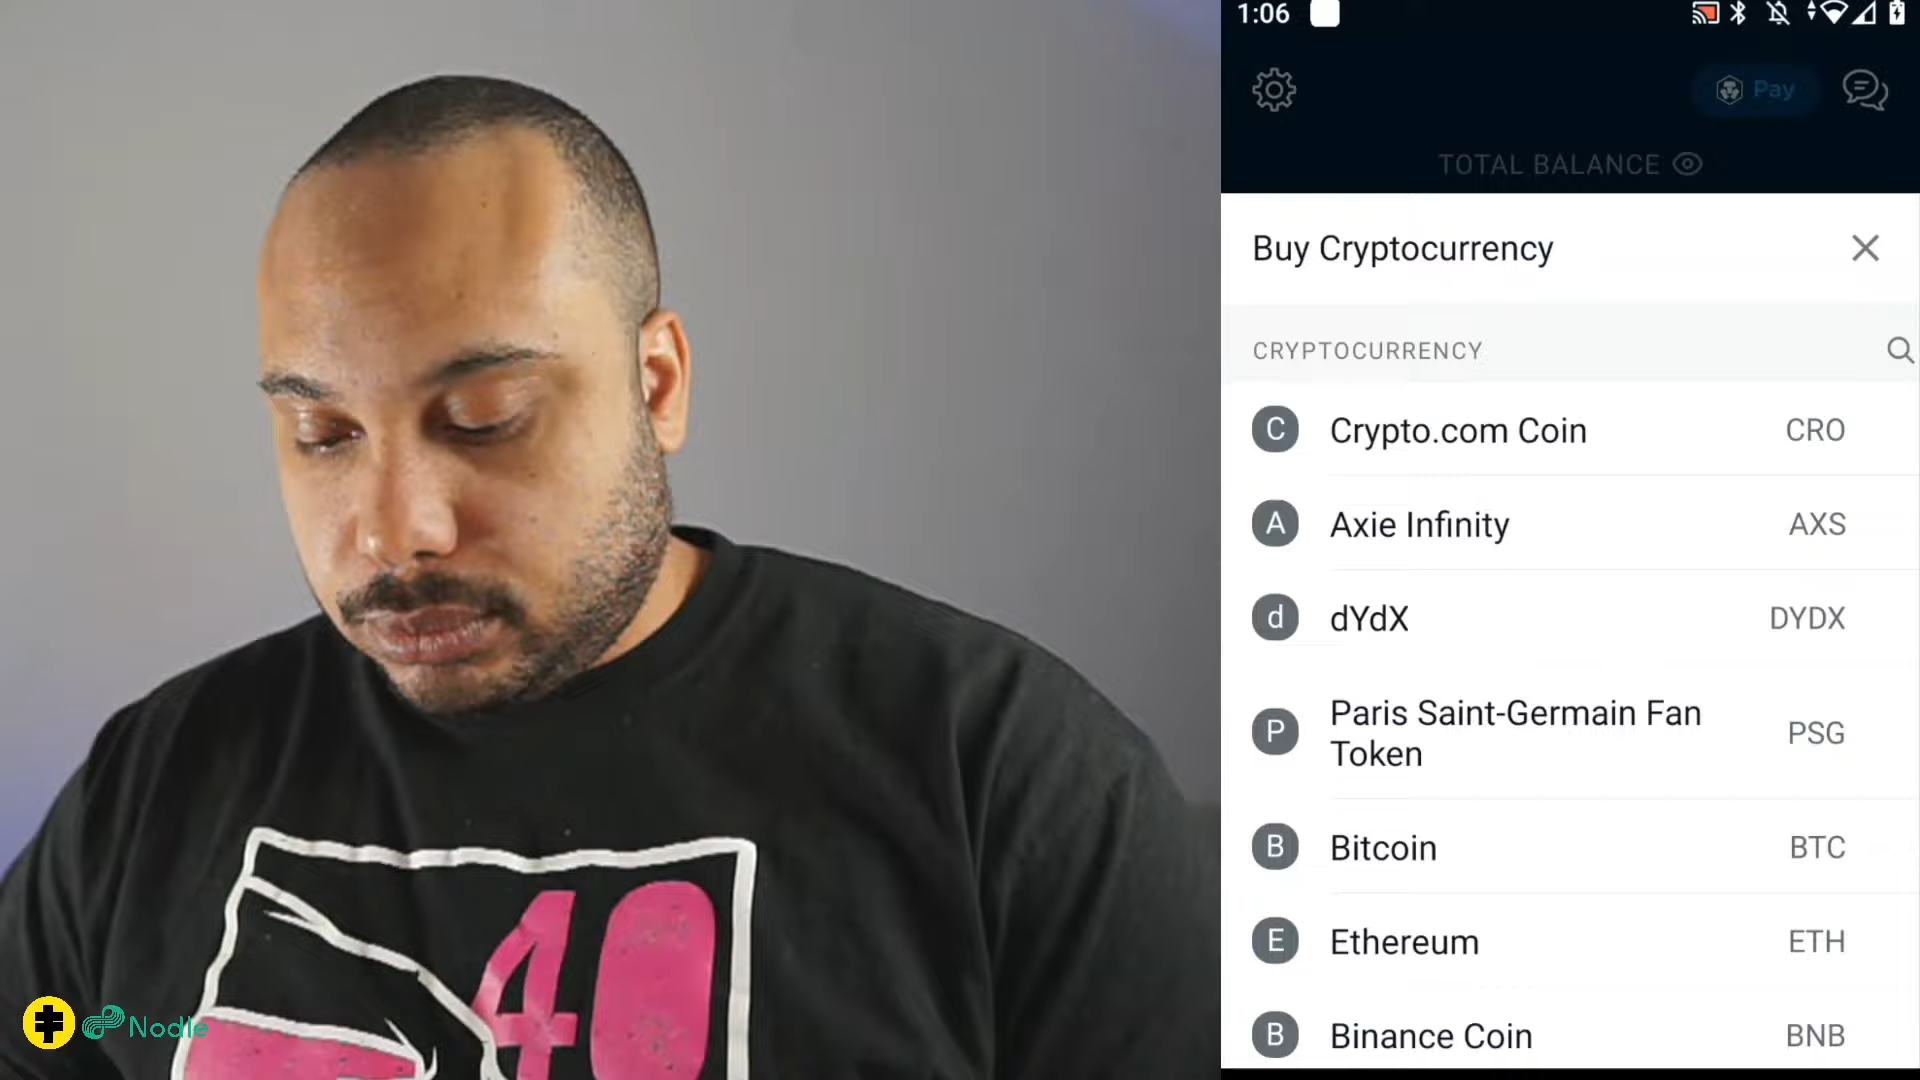 1:06
Pay
TOTAL BALANCE
Buy Cryptocurrency
CRYPTOCURRENCY
C Crypto.com Coin CRO
A Axie Infinity AXS
d dYdX DYDX
P Paris Saint-Germain Fan
Token PSG
B Bitcoin BTC
E Ethereum ETH
B Binance Coin BNB
40
Nodle